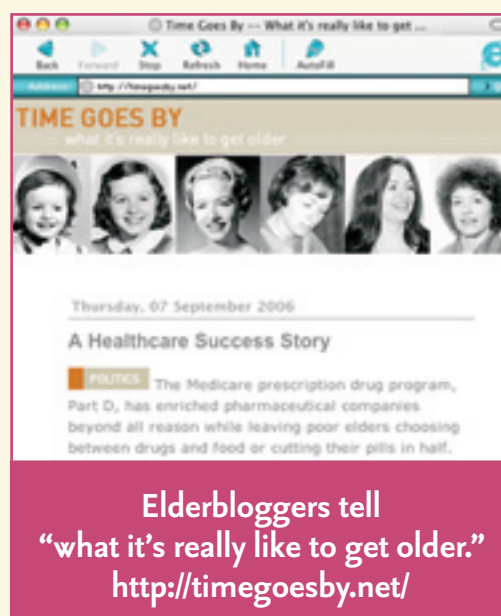 Time Goes By -- What it's really like to get ...
Back Forward Stop Refresh Home AutoFill
Address: http://timegoesby.net/
TIME GOES BY
what it's really like to get older
Thursday, 07 September 2006
A Healthcare Success Story
POLITICS The Medicare prescription drug program,
Part D, has enriched pharmaceutical companies
beyond all reason while leaving poor elders choosing
between drugs and food or cutting their pills in half.
Elderbloggers tell
“what it’s really like to get older.”
http://timegoesby.net/